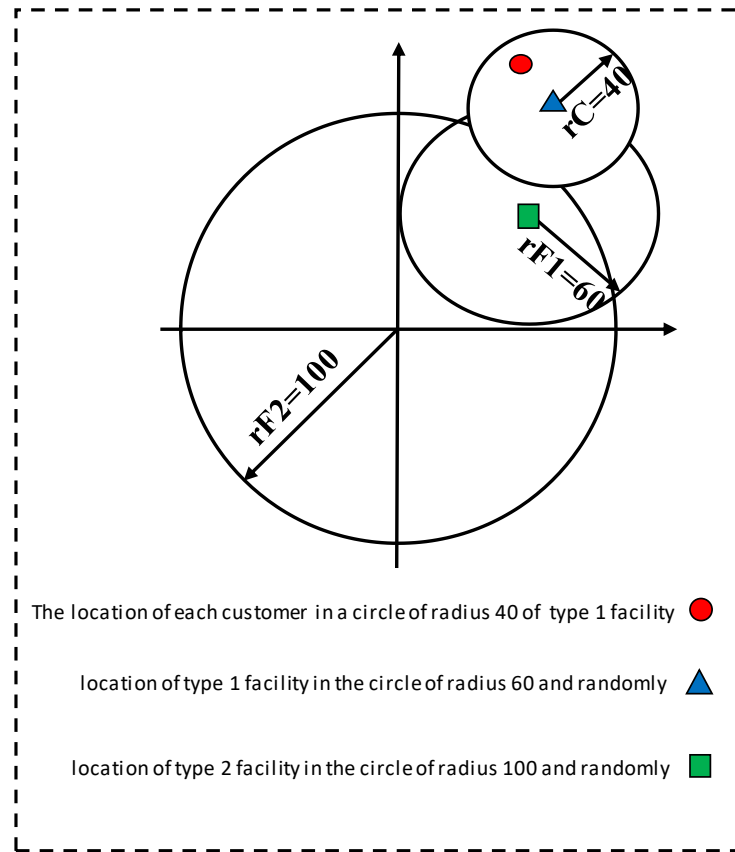 rC=40
rF1=60
rF2=100
The location of each customer in a circle of radius 40 of type 1 facility
location of type 1 facility in the circle of radius 60 and randomly
location of type 2 facility in the circle of radius 100 and randomly